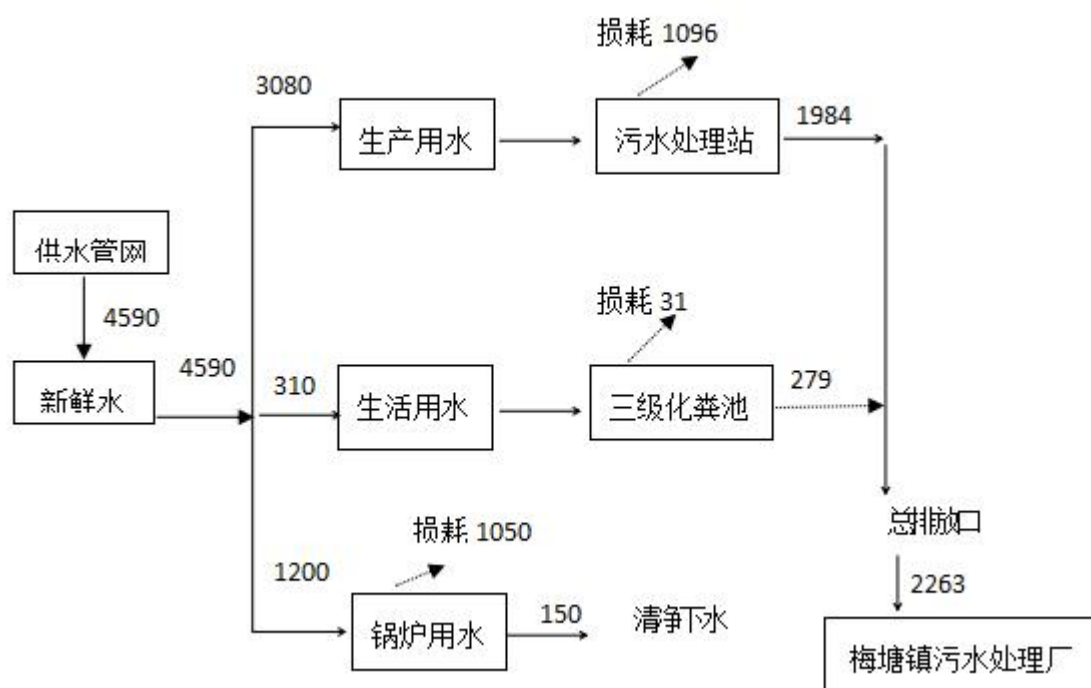 损耗 1096
3080
1984
生产用水
污水处理站
供水管网
损耗 31
4590
4590
310
279
新鲜水
生活用水
三级化粪池
损耗 1050
总排放口
1200
2263
150
清净下水
锅炉用水
梅塘镇污水处理厂